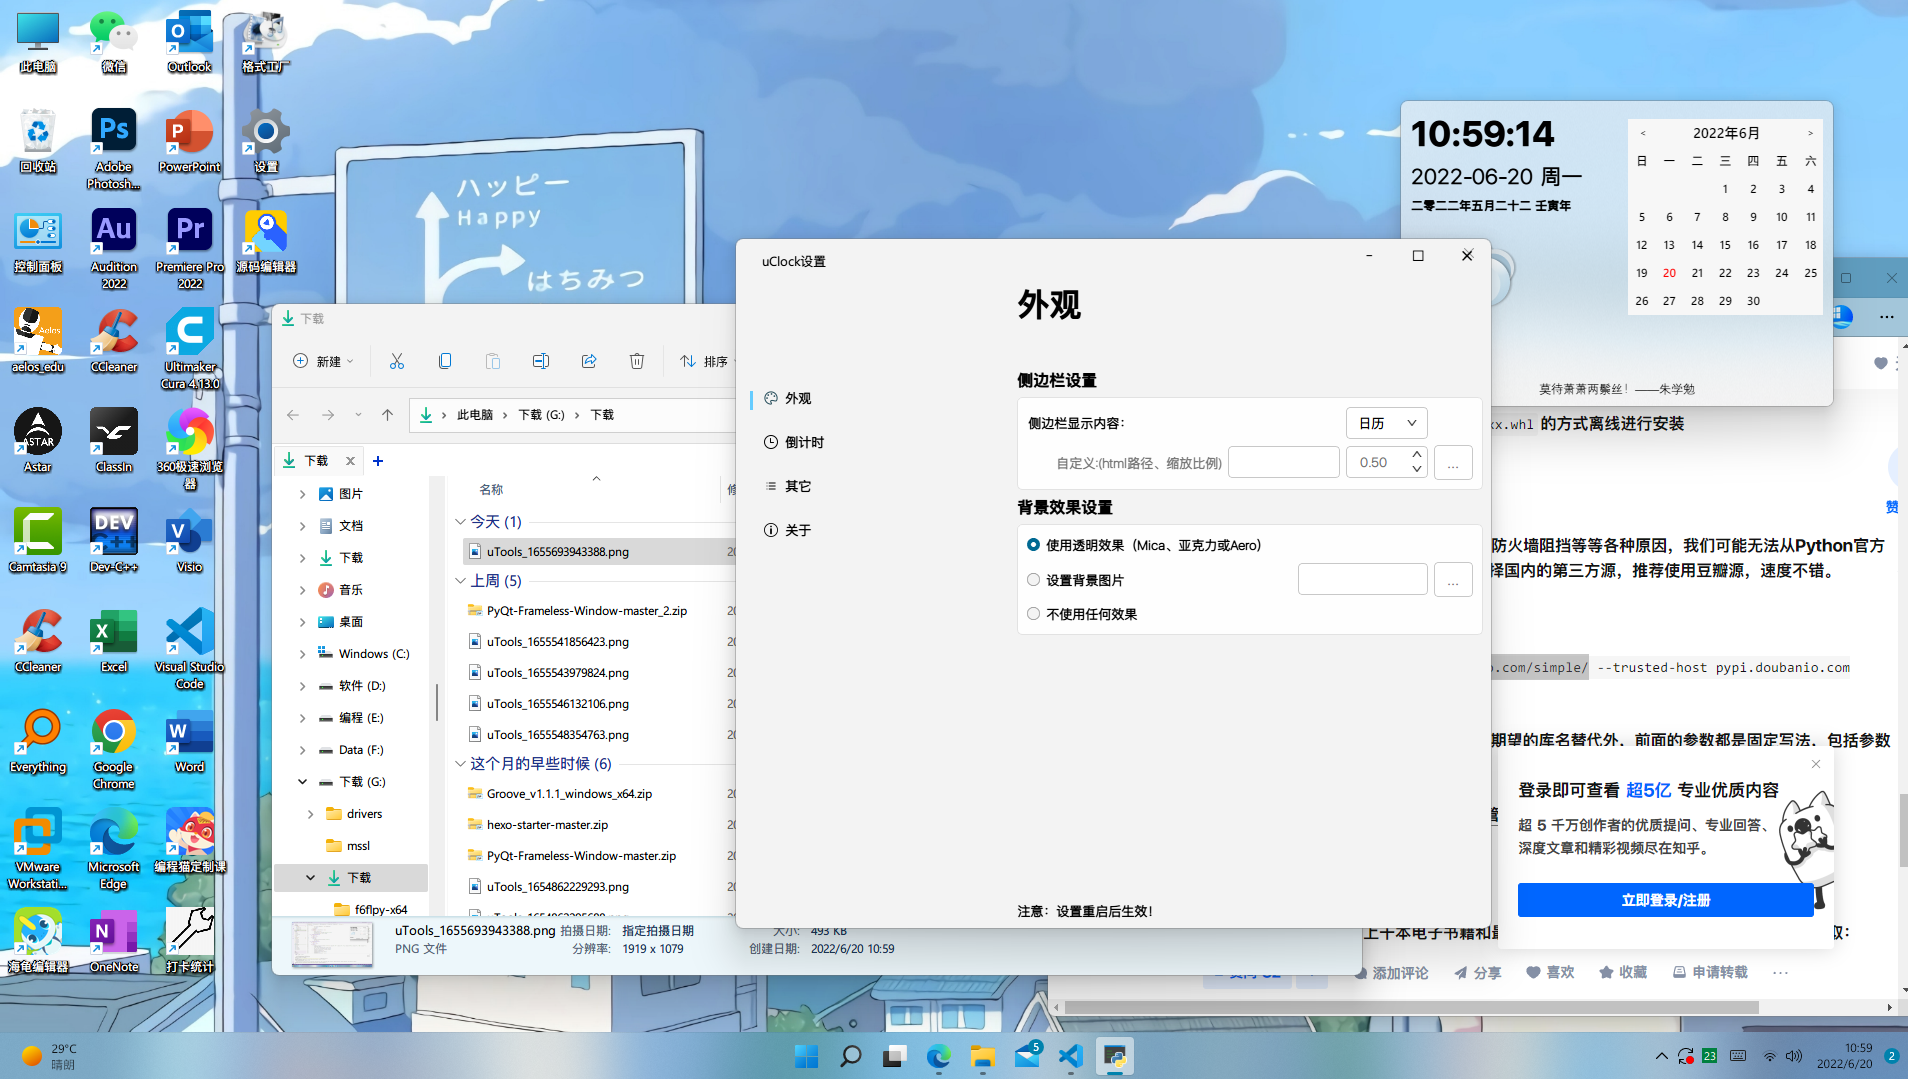 此电脑
微信
Outlook
格式工厂
回收站
Adobe Photosh...
PowerPoint
设置
控制面板
Audition 2022
Premiere Pro 2022
源码编辑器
aelos_edu
CCleaner
Ultimaker Cura 4.13.0
Astar
ClassIn
360极速浏览器
Camtasia 9
Dev-C++
Visio
CCleaner
Excel
Visual Studio Code
Everything
Google Chrome
Word
VMware Workstati...
Microsoft Edge
编程猫定制课
海龟编辑器
OneNote
打卡统计
ハッピー
Happy
はちみつ
10:59:14
2022-06-20 周一
二零二二年五月二十二 壬寅年
< 2022年6月 >
日 一 二 三 四 五 六
1 2 3 4
5 6 7 8 9 10 11
12 13 14 15 16 17 18
19 20 21 22 23 24 25
26 27 28 29 30
莫待萧萧两鬓丝！——朱学勉
下载
新建
排序
此电脑 › 下载 (G:) › 下载
下载
图片
文档
下载
音乐
桌面
Windows (C:)
软件 (D:)
编程 (E:)
Data (F:)
下载 (G:)
drivers
mssl
下载
f6flpy-x64
名称
今天 (1)
uTools_1655693943388.png
上周 (5)
PyQt-Frameless-Window-master_2.zip
uTools_1655541856423.png
uTools_1655543979824.png
uTools_1655546132106.png
uTools_1655548354763.png
这个月的早些时候 (6)
Groove_v1.1.1_windows_x64.zip
hexo-starter-master.zip
PyQt-Frameless-Window-master.zip
uTools_1654862229293.png
uTools_1655693943388.png 拍摄日期: 指定拍摄日期 大小: 493 KB
PNG 文件 分辨率: 1919 x 1079 创建日期: 2022/6/20 10:59
uClock设置
外观
外观
倒计时
其它
关于
侧边栏设置
侧边栏显示内容: 日历
自定义:(html路径、缩放比例) 0.50 ...
背景效果设置
使用透明效果（Mica、亚克力或Aero）
设置背景图片 ...
不使用任何效果
注意：设置重启后生效！
xx.whl 的方式离线进行安装
赞
防火墙阻挡等等各种原因，我们可能无法从Python官方
择国内的第三方源，推荐使用豆瓣源，速度不错。
o.com/simple/ --trusted-host pypi.doubanio.com
期望的库名替代外，前面的参数都是固定写法，包括参数
登录即可查看 超5亿 专业优质内容
超 5 千万创作者的优质提问、专业回答、
深度文章和精彩视频尽在知乎。
立即登录/注册
添加评论 分享 喜欢 收藏 申请转载 ...
29°C
晴朗
5
23
10:59
2022/6/20
2